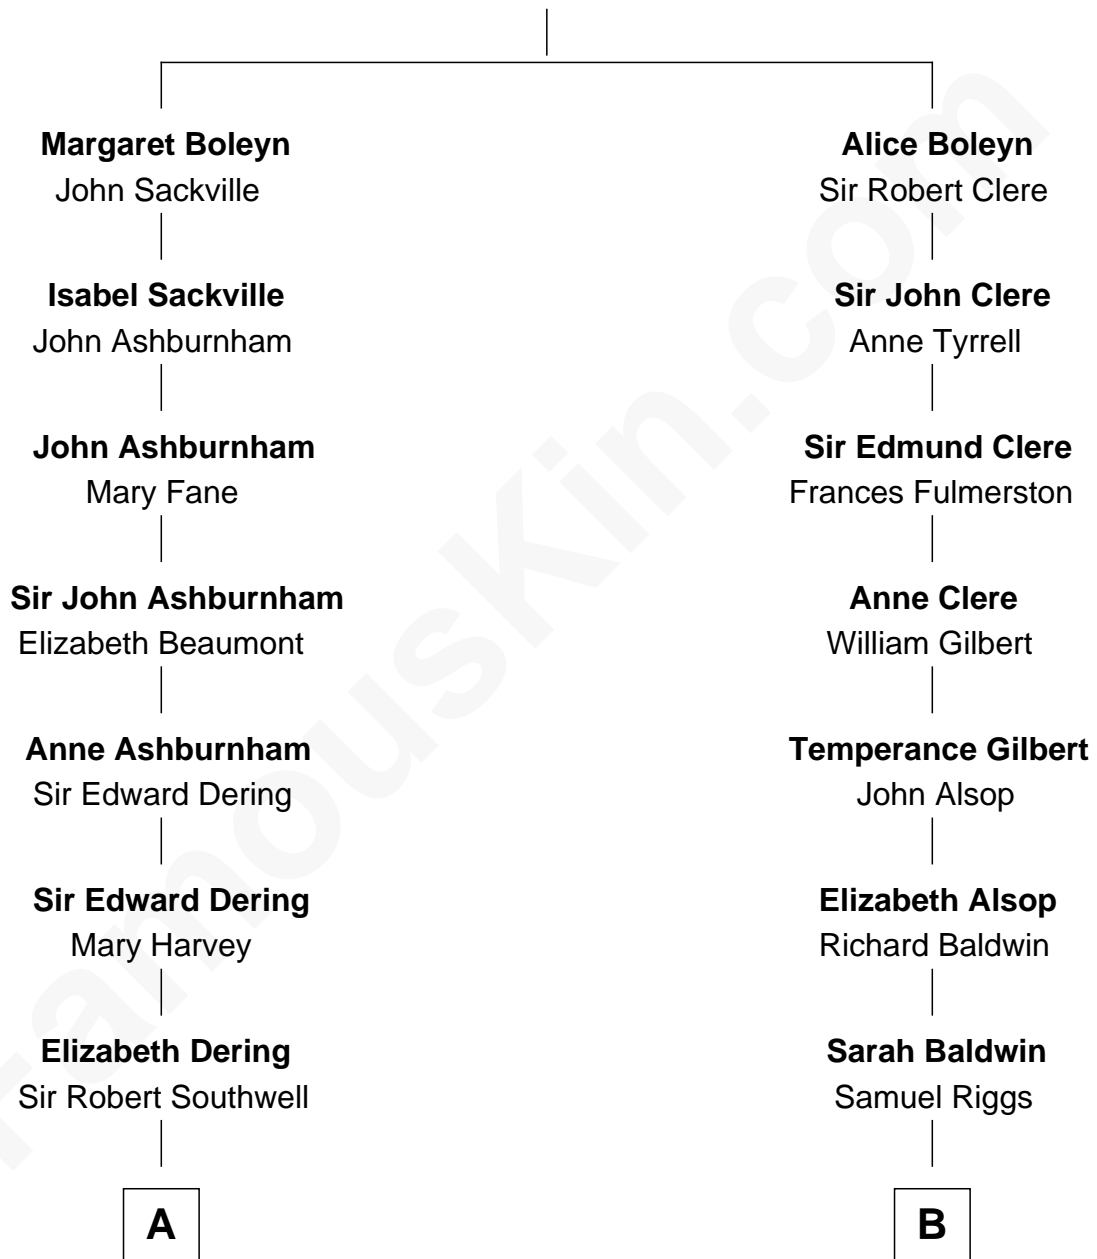 Margaret Boleyn
John Sackville
Isabel Sackville
John Ashburnham
John Ashburnham
Mary Fane
Sir John Ashburnham
Elizabeth Beaumont
Anne Ashburnham
Sir Edward Dering
Sir Edward Dering
Mary Harvey
Elizabeth Dering
Sir Robert Southwell
A
Alice Boleyn
Sir Robert Clere
Sir John Clere
Anne Tyrrell
Sir Edmund Clere
Frances Fulmerston
Anne Clere
William Gilbert
Temperance Gilbert
John Alsop
Elizabeth Alsop
Richard Baldwin
Sarah Baldwin
Samuel Riggs
B
FamousKin.com